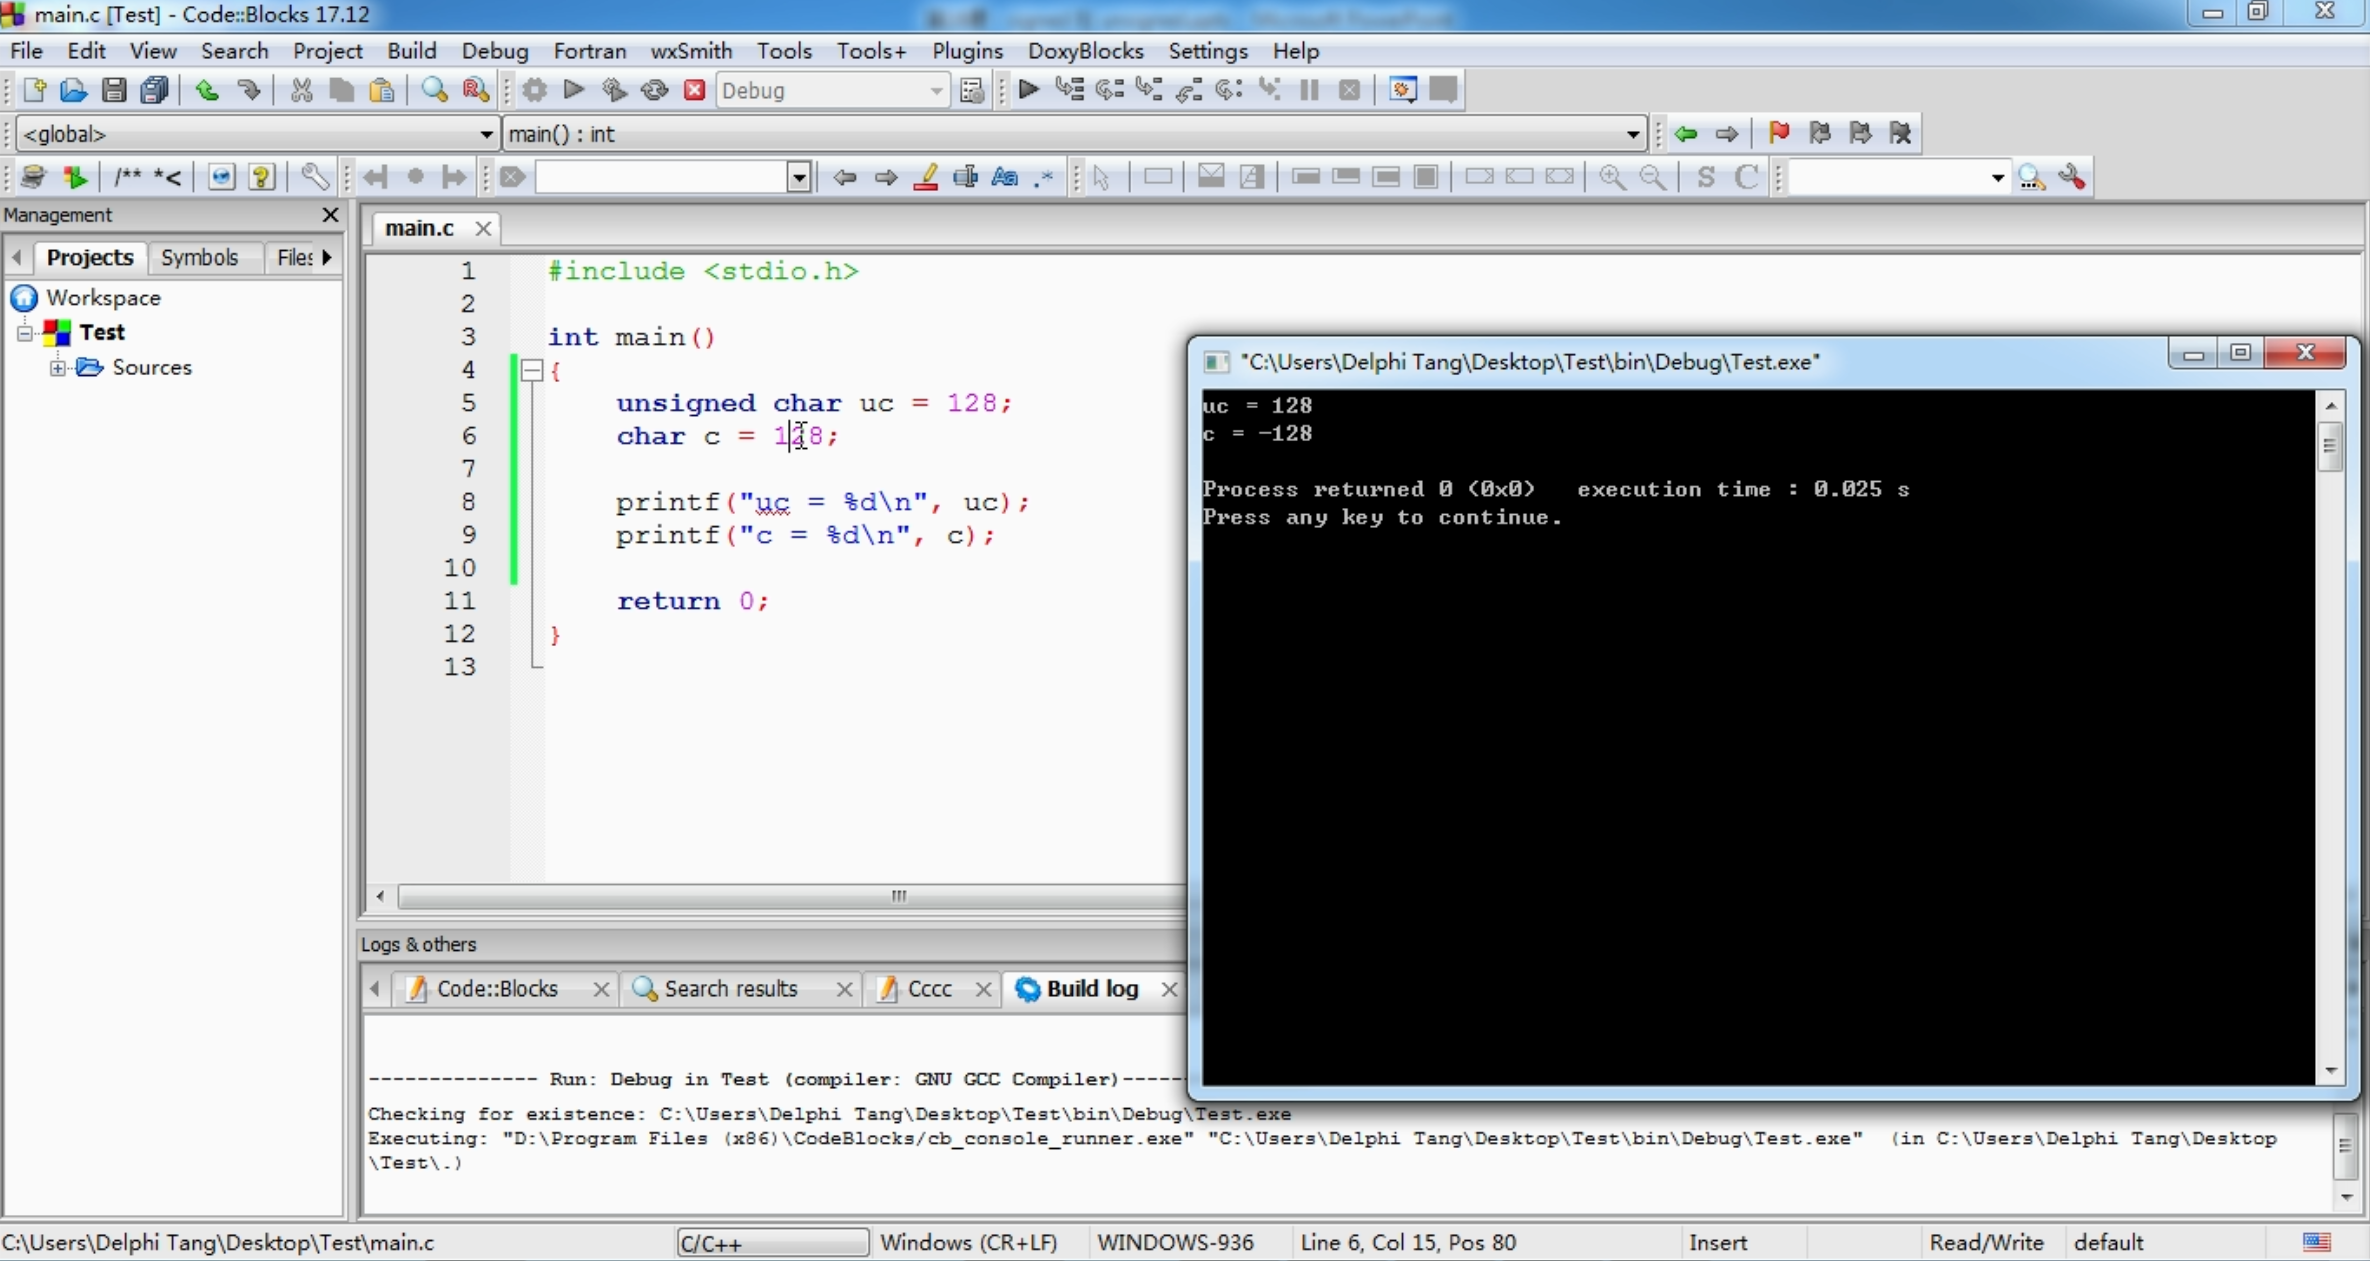 main.c [Test] - Code::Blocks 17.12
File Edit View Search Project Build Debug Fortran wxSmith Tools Tools+ Plugins DoxyBlocks Settings Help
Debug
<global> main() : int
/** *< S C
Management
main.c
Projects Symbols Files
Workspace
Test
Sources
1 #include <stdio.h>
2
3 int main()
4 {
5 unsigned char uc = 128;
6 char c = 128;
7
8 printf("uc = %d\n", uc);
9 printf("c = %d\n", c);
10
11 return 0;
12 }
13
"C:\Users\Delphi Tang\Desktop\Test\bin\Debug\Test.exe"
uc = 128
c = -128
Process returned 0 (0x0) execution time : 0.025 s
Press any key to continue.
Logs & others
Code::Blocks Search results Cccc Build log
-------------- Run: Debug in Test (compiler: GNU GCC Compiler)-----
Checking for existence: C:\Users\Delphi Tang\Desktop\Test\bin\Debug\Test.exe
Executing: "D:\Program Files (x86)\CodeBlocks/cb_console_runner.exe" "C:\Users\Delphi Tang\Desktop\Test\bin\Debug\Test.exe" (in C:\Users\Delphi Tang\Desktop
\Test\.)
C:\Users\Delphi Tang\Desktop\Test\main.c C/C++ Windows (CR+LF) WINDOWS-936 Line 6, Col 15, Pos 80 Insert Read/Write default